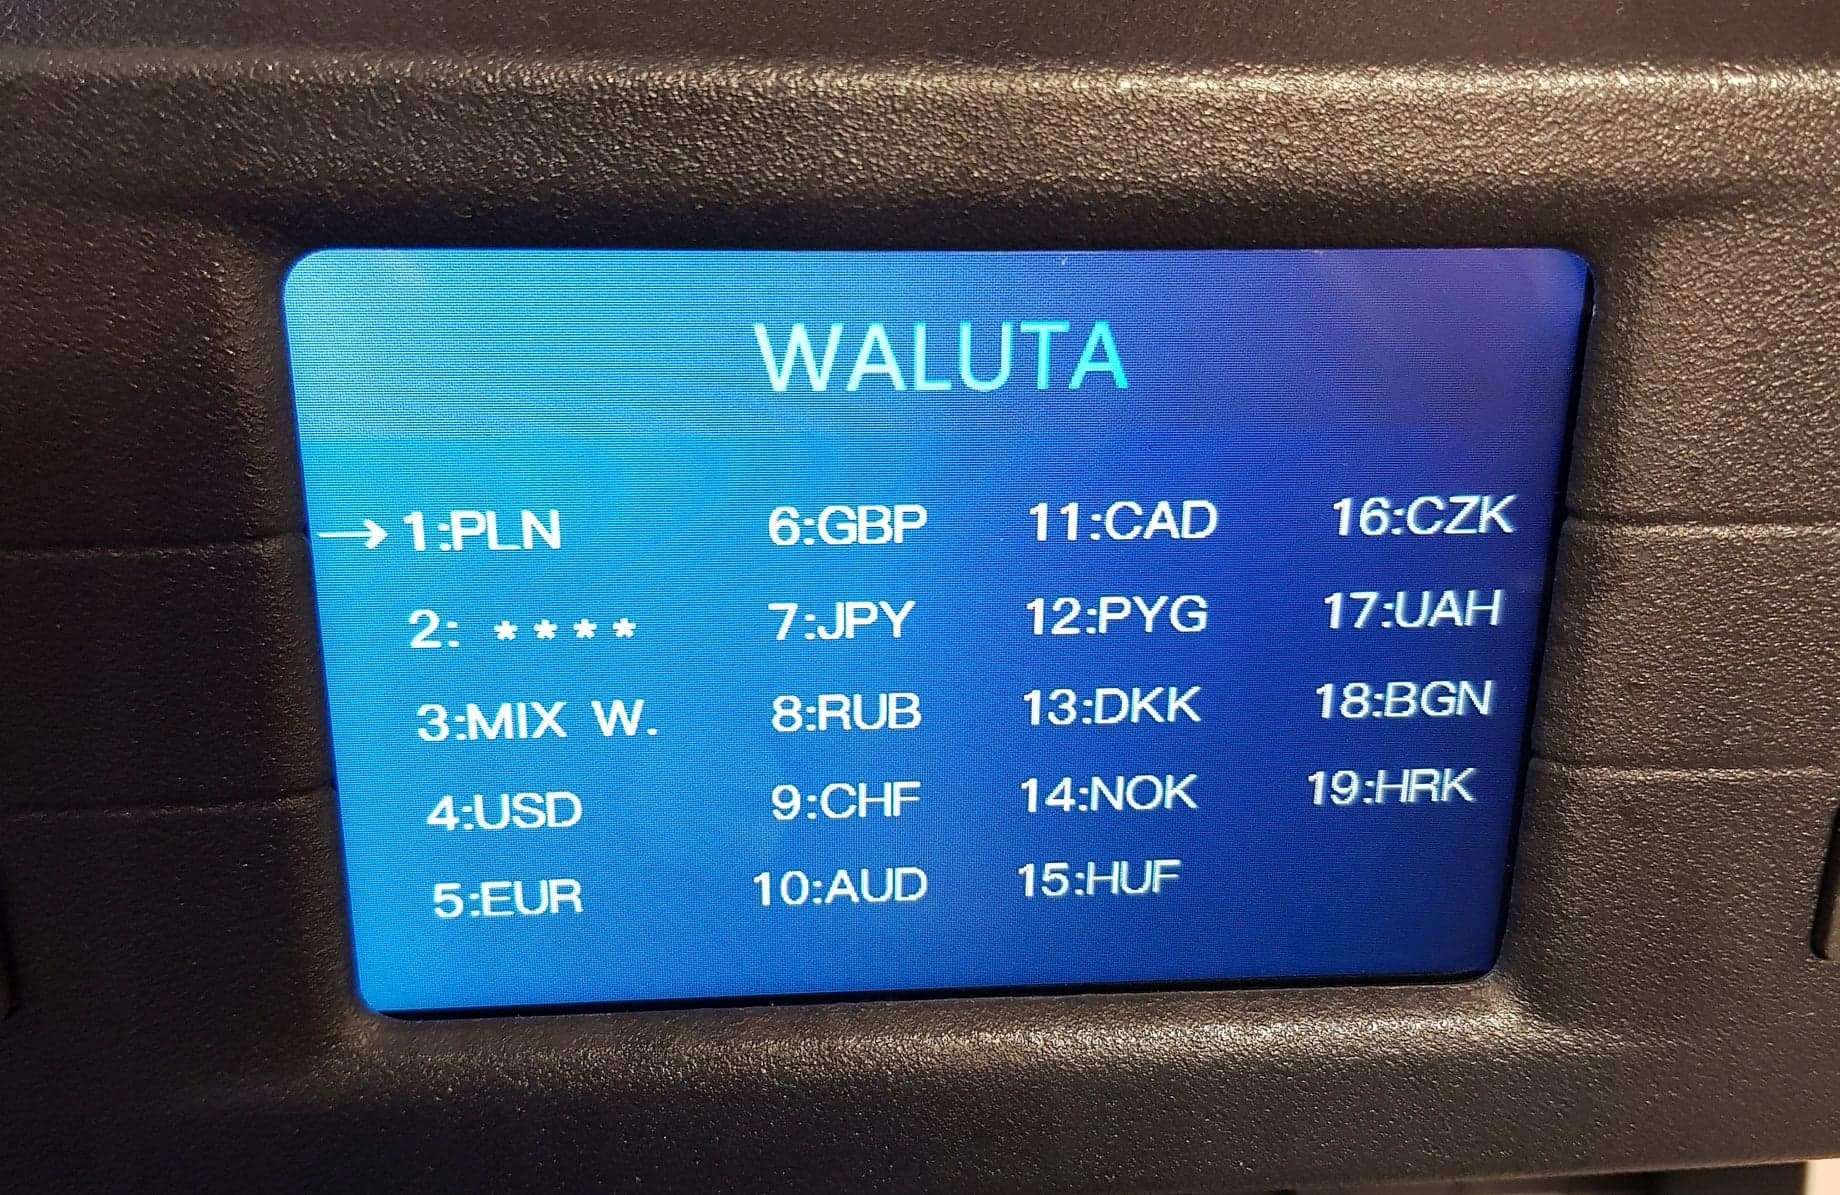 WALUTA
→1:PLN 6:GBP 11:CAD 16:CZK
2: **** 7:JPY 12:PYG 17:UAH
3:MIX W. 8:RUB 13:DKK 18:BGN
4:USD 9:CHF 14:NOK 19:HRK
5:EUR 10:AUD 15:HUF